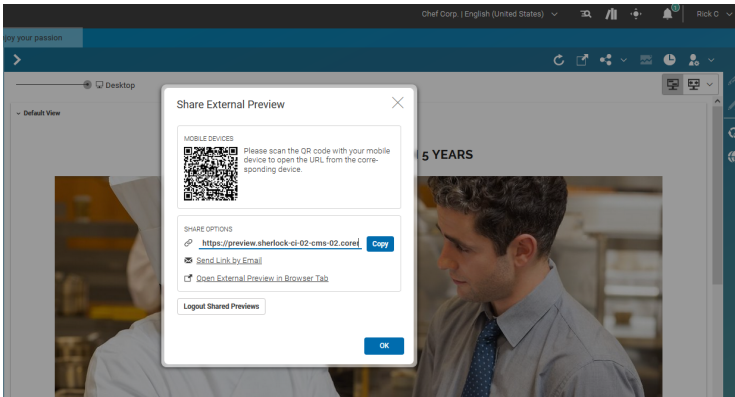 Chef Corp. | English (United States)
Rick C
joy your passion
Desktop
Default View
Share External Preview
MOBILE DEVICES
Please scan the QR code with your mobile
device to open the URL from the corre-
sponding device.
5 YEARS
SHARE OPTIONS
https://preview.sherlock-ci-02-cms-02.corer
Copy
Send Link by Email
Open External Preview in Browser Tab
Logout Shared Previews
OK